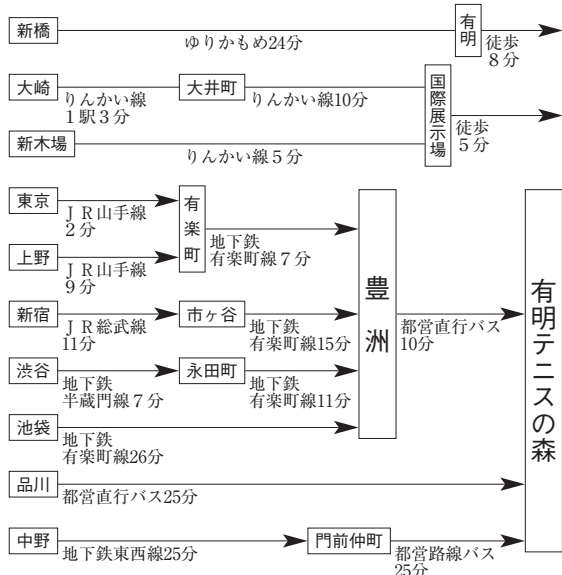 新橋
ゆりかもめ24分
有明
徒歩
8分
大崎
りんかい線
1駅3分
大井町
りんかい線10分
国際展示場
徒歩
5分
新木場
りんかい線5分
東京
JR山手線
2分
有楽町
地下鉄
有楽町線7分
上野
JR山手線
9分
新宿
JR総武線
11分
市ヶ谷
地下鉄
有楽町線15分
渋谷
地下鉄
半蔵門線7分
永田町
地下鉄
有楽町線11分
池袋
地下鉄
有楽町線26分
豊洲
都営直行バス
10分
有明テニスの森
品川
都営直行バス25分
中野
地下鉄東西線25分
門前仲町
都営路線バス
25分